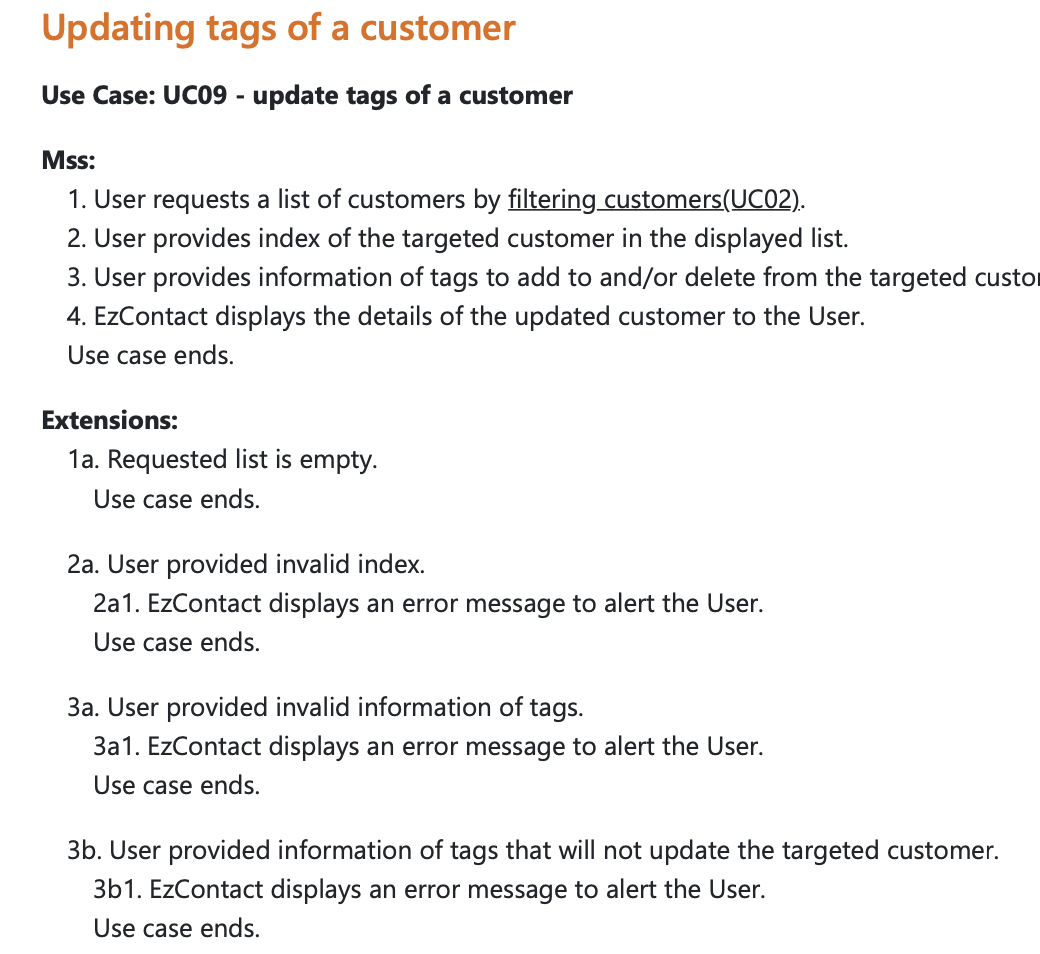 Updating tags of a customer
Use Case: UC09 - update tags of a customer
Mss:
1. User requests a list of customers by filtering customers(UC02).
2. User provides index of the targeted customer in the displayed list.
3. User provides information of tags to add to and/or delete from the targeted
4. EzContact displays the details of the updated customer to the User.
Use case ends.
Extensions:
1a. Requested list is empty.
Use case ends.
2a. User provided invalid index.
2a1. EzContact displays an error message to alert the User.
Use case ends.
3a. User provided invalid information of tags.
3a1. EzContact displays an error message to alert the User.
Use case ends.
3b. User provided information of tags that will not update the targeted customer.
3b1. EzContact displays an error message to alert the User.
Use case ends.